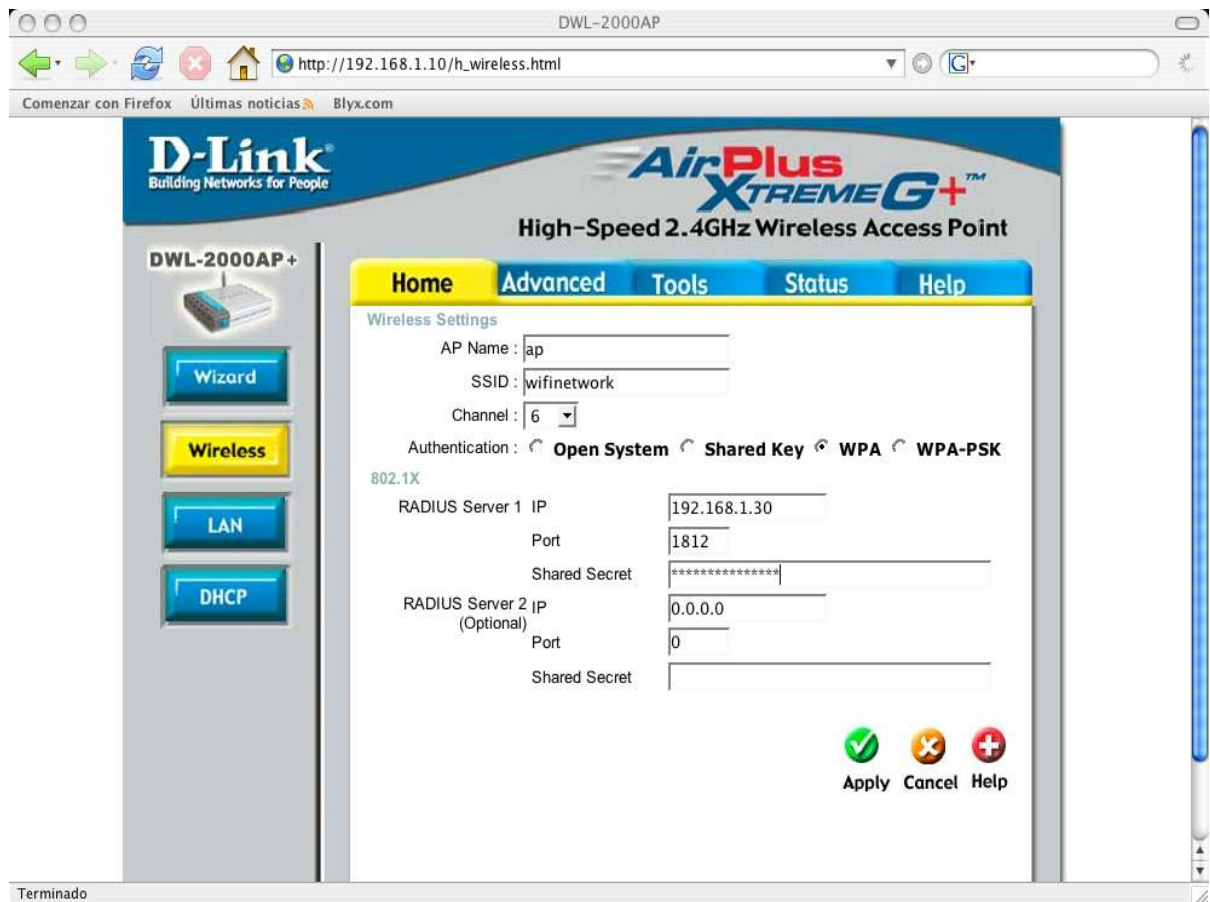 DWL-2000AP
http://192.168.1.10/h_wireless.html
G
Comenzar con Firefox Últimas noticias Blyx.com
D-Link
Building Networks for People
AirPlus
XTREME G+™
High-Speed 2.4GHz Wireless Access Point
DWL-2000AP+
Home Advanced Tools Status Help
Wizard
Wireless
LAN
DHCP
Wireless Settings
AP Name : ap
SSID : wifinetwork
Channel : 6
Authentication : Open System Shared Key WPA WPA-PSK
802.1X
RADIUS Server 1 IP 192.168.1.30
Port 1812
Shared Secret ***************
RADIUS Server 2 IP 0.0.0.0
(Optional)
Port 0
Shared Secret
Apply Cancel Help
Terminado